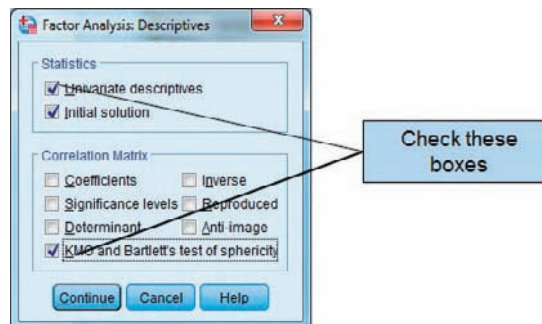 Factor Analysis: Descriptives
Statistics
Univariate descriptives
Initial solution
Correlation Matrix
Coefficients Inverse
Significance levels Reproduced
Determinant Anti-image
KMO and Bartlett's test of sphericity
Continue Cancel Help
Check these
boxes